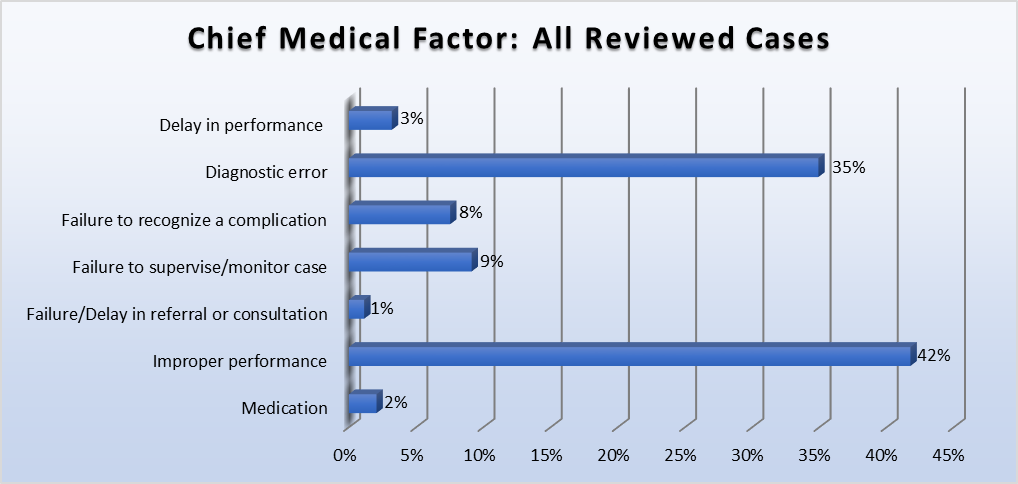 Chief Medical Factor: All Reviewed Cases
Delay in performance 3%
Diagnostic error 35%
Failure to recognize a complication 8%
Failure to supervise/monitor case 9%
Failure/Delay in referral or consultation 1%
Improper performance 42%
Medication 2%
0% 5% 10% 15% 20% 25% 30% 35% 40% 45%